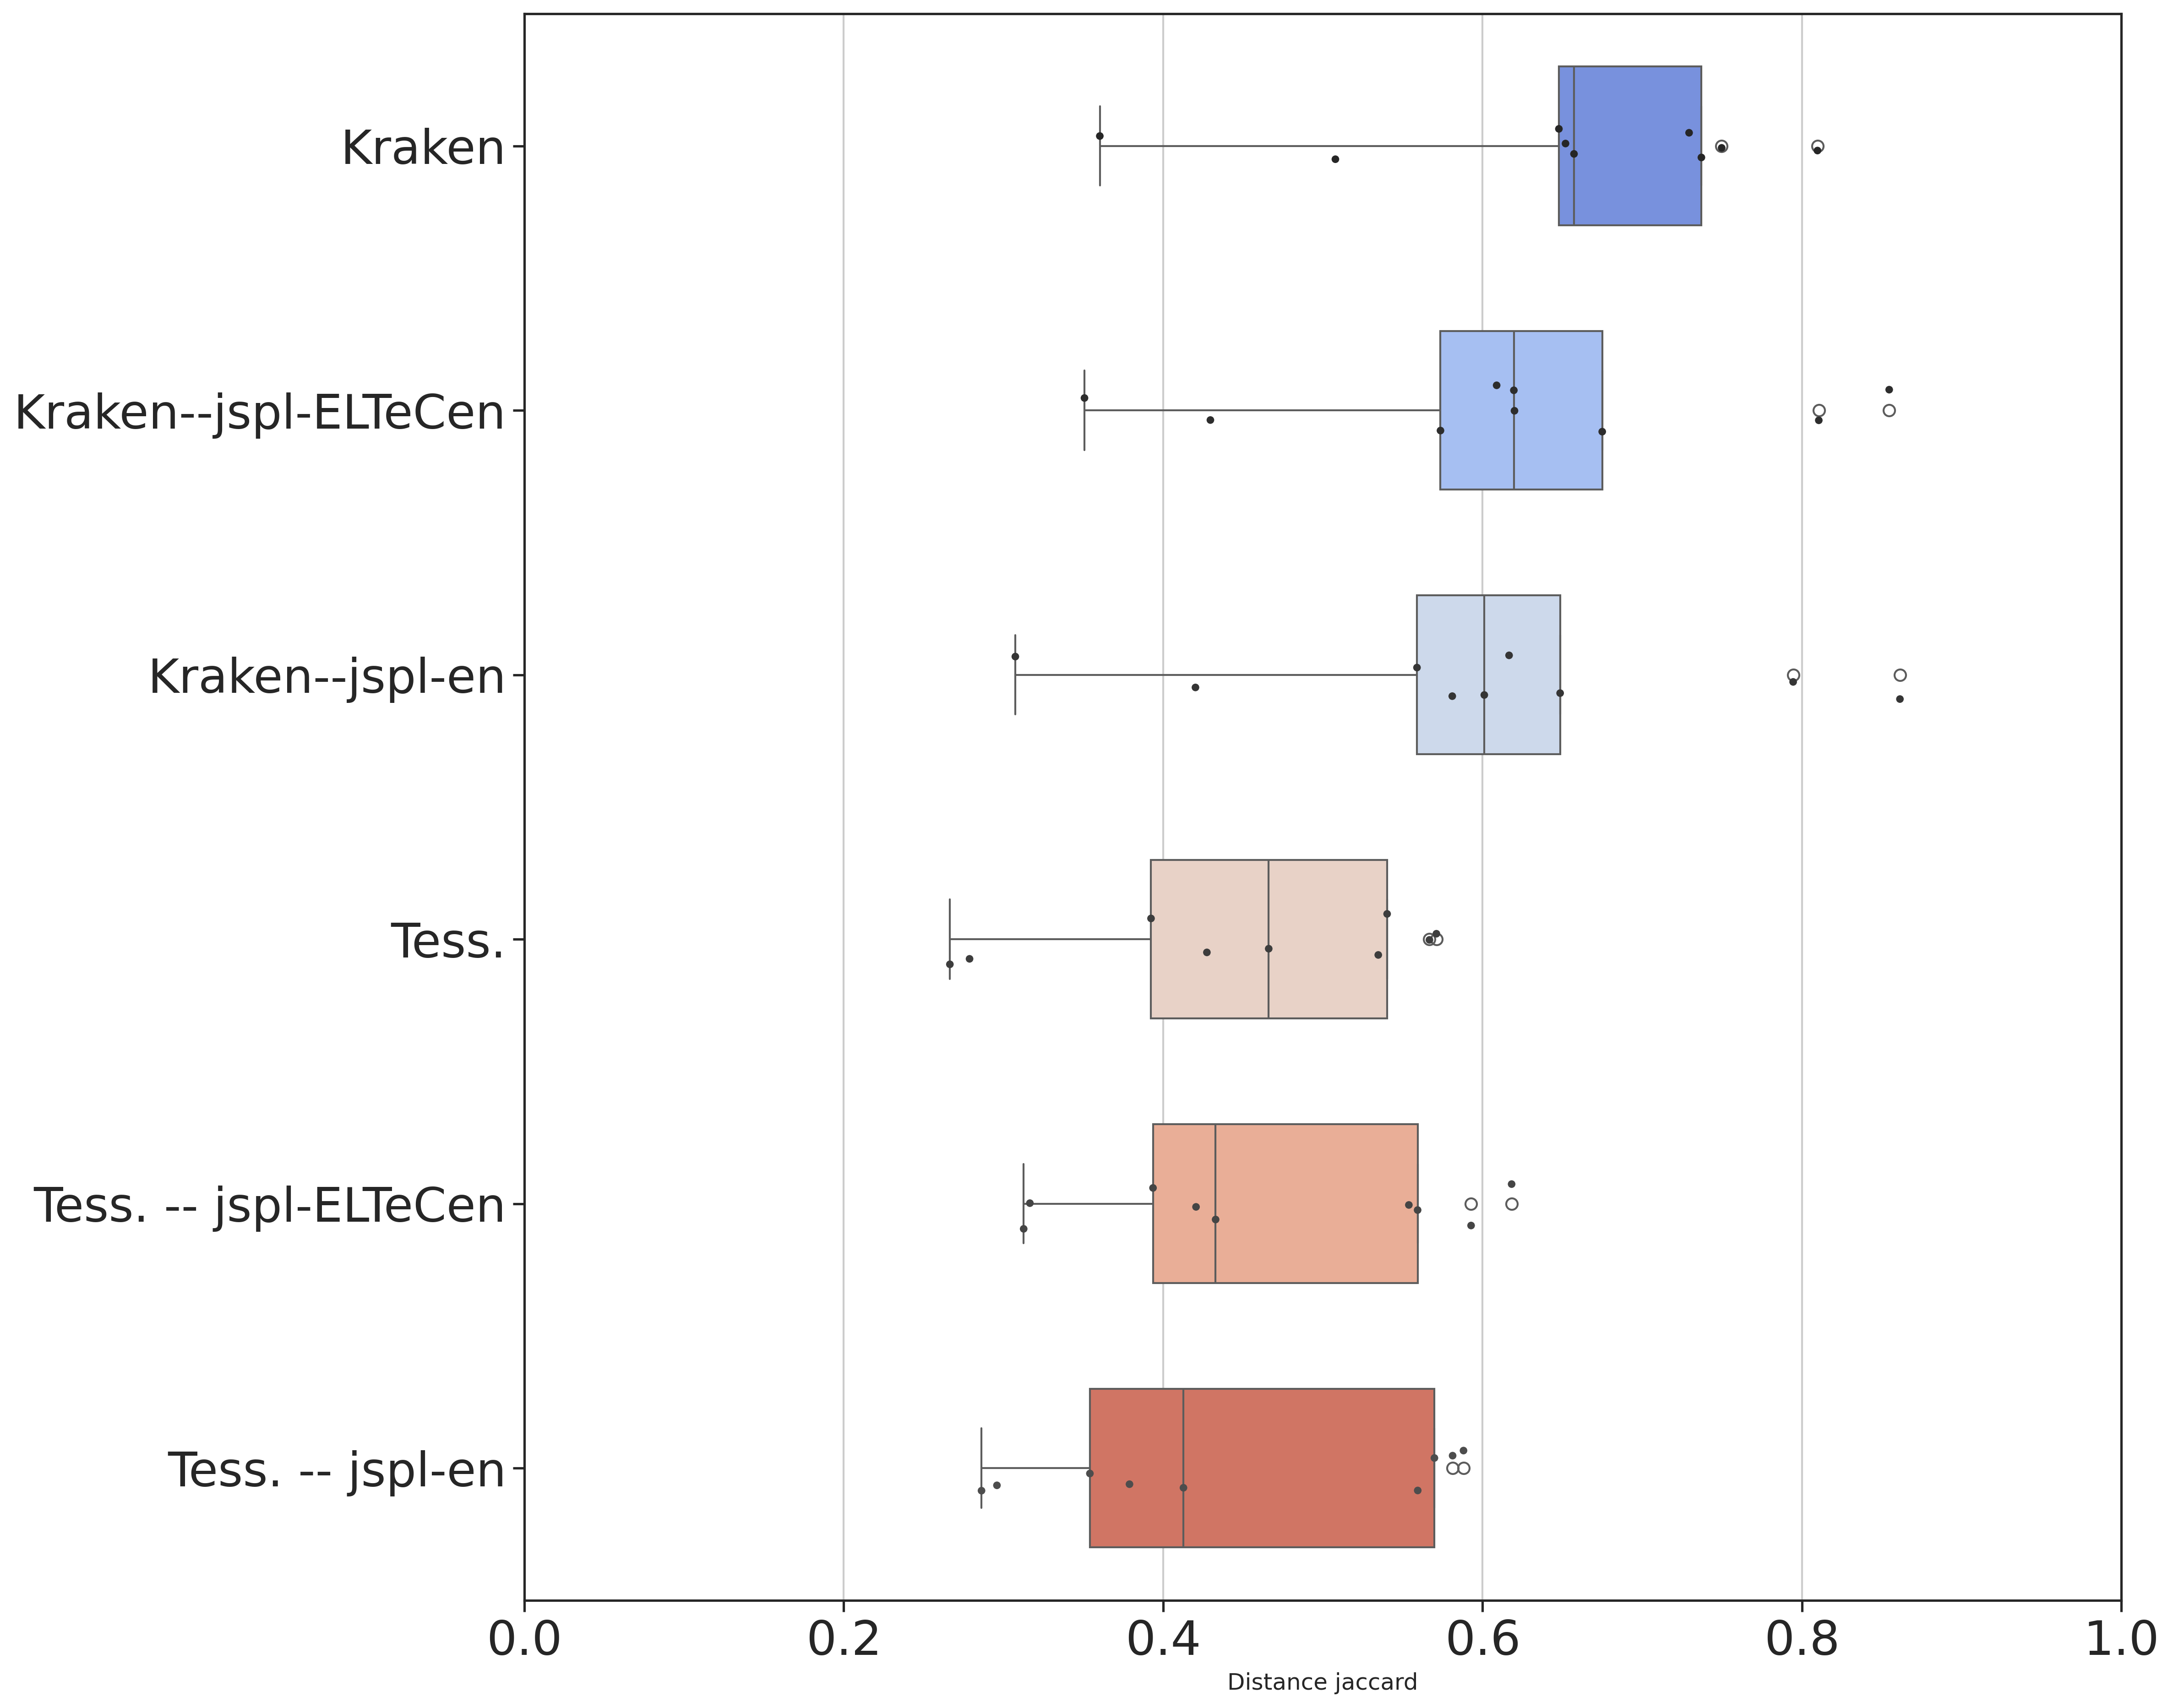 Kraken
Kraken--jspl-ELTeCen
Kraken--jspl-en
Tess.
Tess. -- jspl-ELTeCen
Tess. -- jspl-en
0.0 0.2 0.4 0.6 0.8 1.0
Distance jaccard